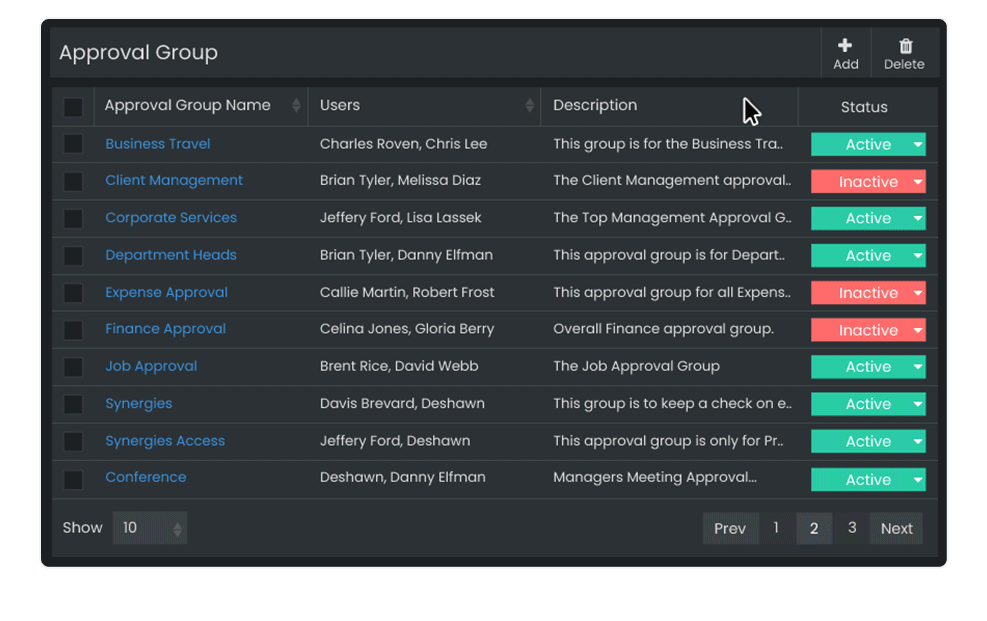 Approval Group
Add Delete
Approval Group Name Users Description Status
Business Travel Charles Roven, Chris Lee This group is for the Business Tra.. Active
Client Management Brian Tyler, Melissa Diaz The Client Management approval.. Inactive
Corporate Services Jeffery Ford, Lisa Lassek The Top Management Approval G.. Active
Department Heads Brian Tyler, Danny Elfman This approval group is for Depart.. Active
Expense Approval Callie Martin, Robert Frost This approval group for all Expens.. Inactive
Finance Approval Celina Jones, Gloria Berry Overall Finance approval group. Inactive
Job Approval Brent Rice, David Webb The Job Approval Group Active
Synergies Davis Brevard, Deshawn This group is to keep a check on e.. Active
Synergies Access Jeffery Ford, Deshawn This approval group is only for Pr.. Active
Conference Deshawn, Danny Elfman Managers Meeting Approval... Active
Show 10 Prev 1 2 3 Next